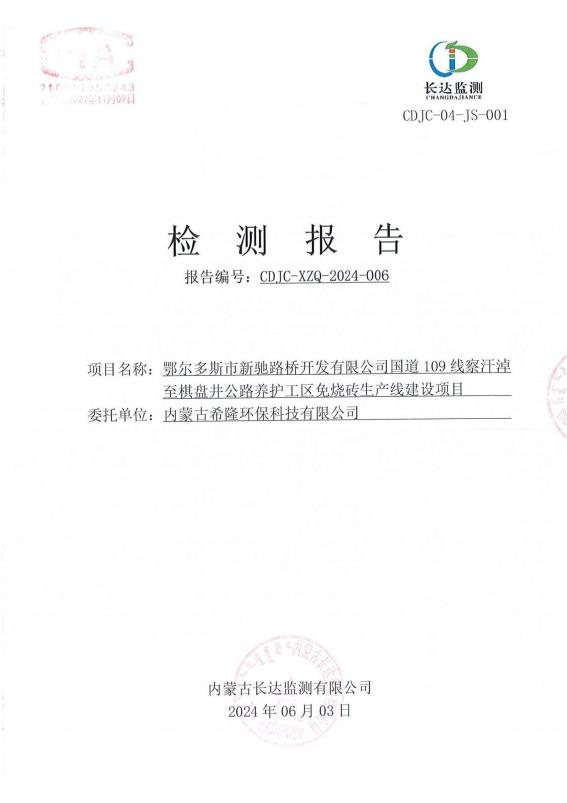 长达监测
CHANGDAJIANCE
CDJC-04-JS-001
2027年11月09日
检测报告
报告编号：CDJC-XZQ-2024-006
项目名称：鄂尔多斯市新驰路桥开发有限公司国道 109 线察汗淖
至棋盘井公路养护工区免烧砖生产线建设项目
委托单位：内蒙古希隆环保科技有限公司
内蒙古长达监测有限公司
2024 年 06 月 03 日